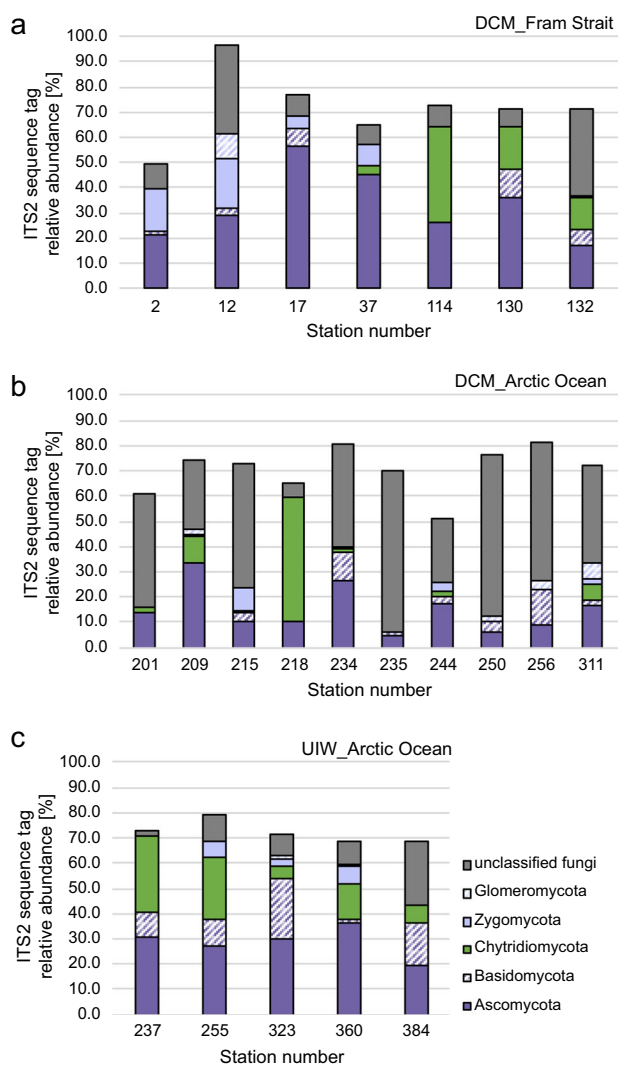 a
DCM_Fram Strait
ITS2 sequence tag
relative abundance [%]
100.0
90.0
80.0
70.0
60.0
50.0
40.0
30.0
20.0
10.0
0.0
2 12 17 37 114 130 132
Station number
b
DCM_Arctic Ocean
ITS2 sequence tag
relative abundance [%]
100.0
90.0
80.0
70.0
60.0
50.0
40.0
30.0
20.0
10.0
0.0
201 209 215 218 234 235 244 250 256 311
Station number
c
UIW_Arctic Ocean
ITS2 sequence tag
relative abundance [%]
100.0
90.0
80.0
70.0
60.0
50.0
40.0
30.0
20.0
10.0
0.0
237 255 323 360 384
Station number
unclassified fungi
Glomeromycota
Zygomycota
Chytridiomycota
Basidomycota
Ascomycota